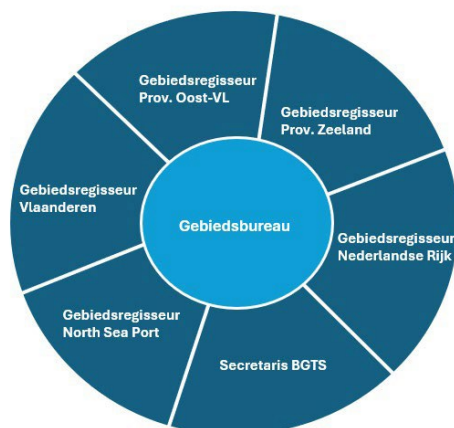 Gebiedsregisseur
Prov. Oost-VL
Gebiedsregisseur
Prov. Zeeland
Gebiedsregisseur
Vlaanderen
Gebiedsbureau
Gebiedsregisseur
Nederlandse Rijk
Gebiedsregisseur
North Sea Port
Secretaris BGTS